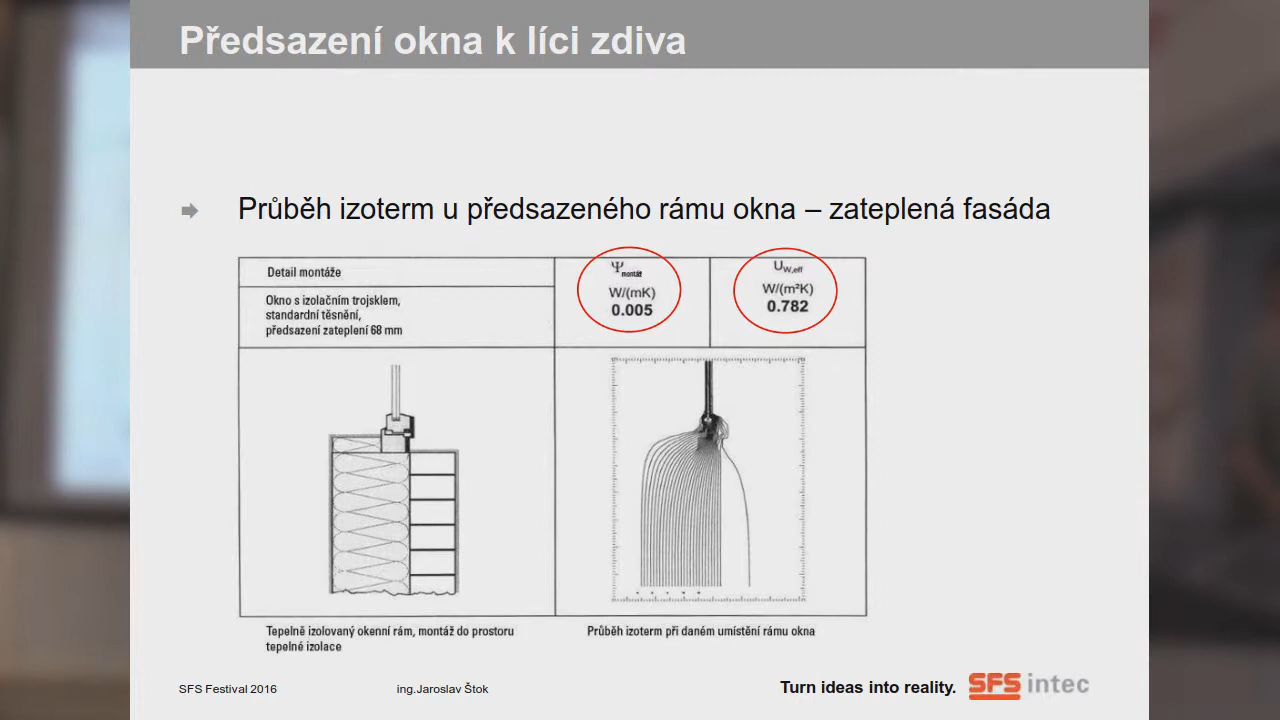 Předsazení okna k líci zdiva
Průběh izoterm u předsazeného rámu okna – zateplená fasáda
Detail montáže
Okno s izolačním trojsklem,
standardní těsnění,
předsazení zateplení 68 mm
Ψmontáž
W/(mK)
0.005
UW,eff
W/(m²K)
0.782
Tepelně izolovaný okenní rám, montáž do prostoru
tepelné izolace
Průběh izoterm při daném umístění rámu okna
SFS Festival 2016
ing.Jaroslav Štok
Turn ideas into reality.
SFS intec